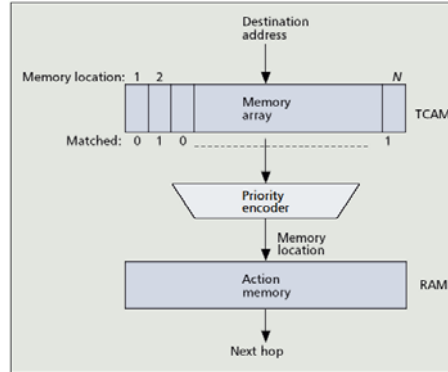 Destination
address
Memory location: 1 2 N
Memory
array
TCAM
Matched: 0 1 0 1
Priority
encoder
Memory
location
Action
memory
RAM
Next hop